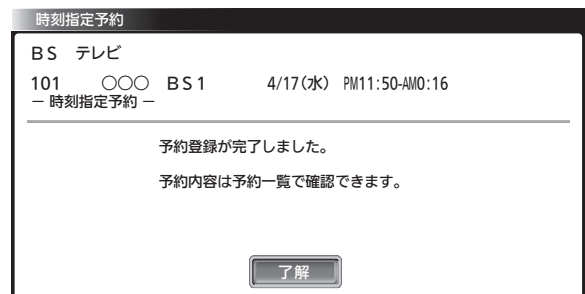 時刻指定予約
BS テレビ
101 ○○○ BS1 4/17(水) PM11:50-AM0:16
― 時刻指定予約 ―
予約登録が完了しました。
予約内容は予約一覧で確認できます。
了解